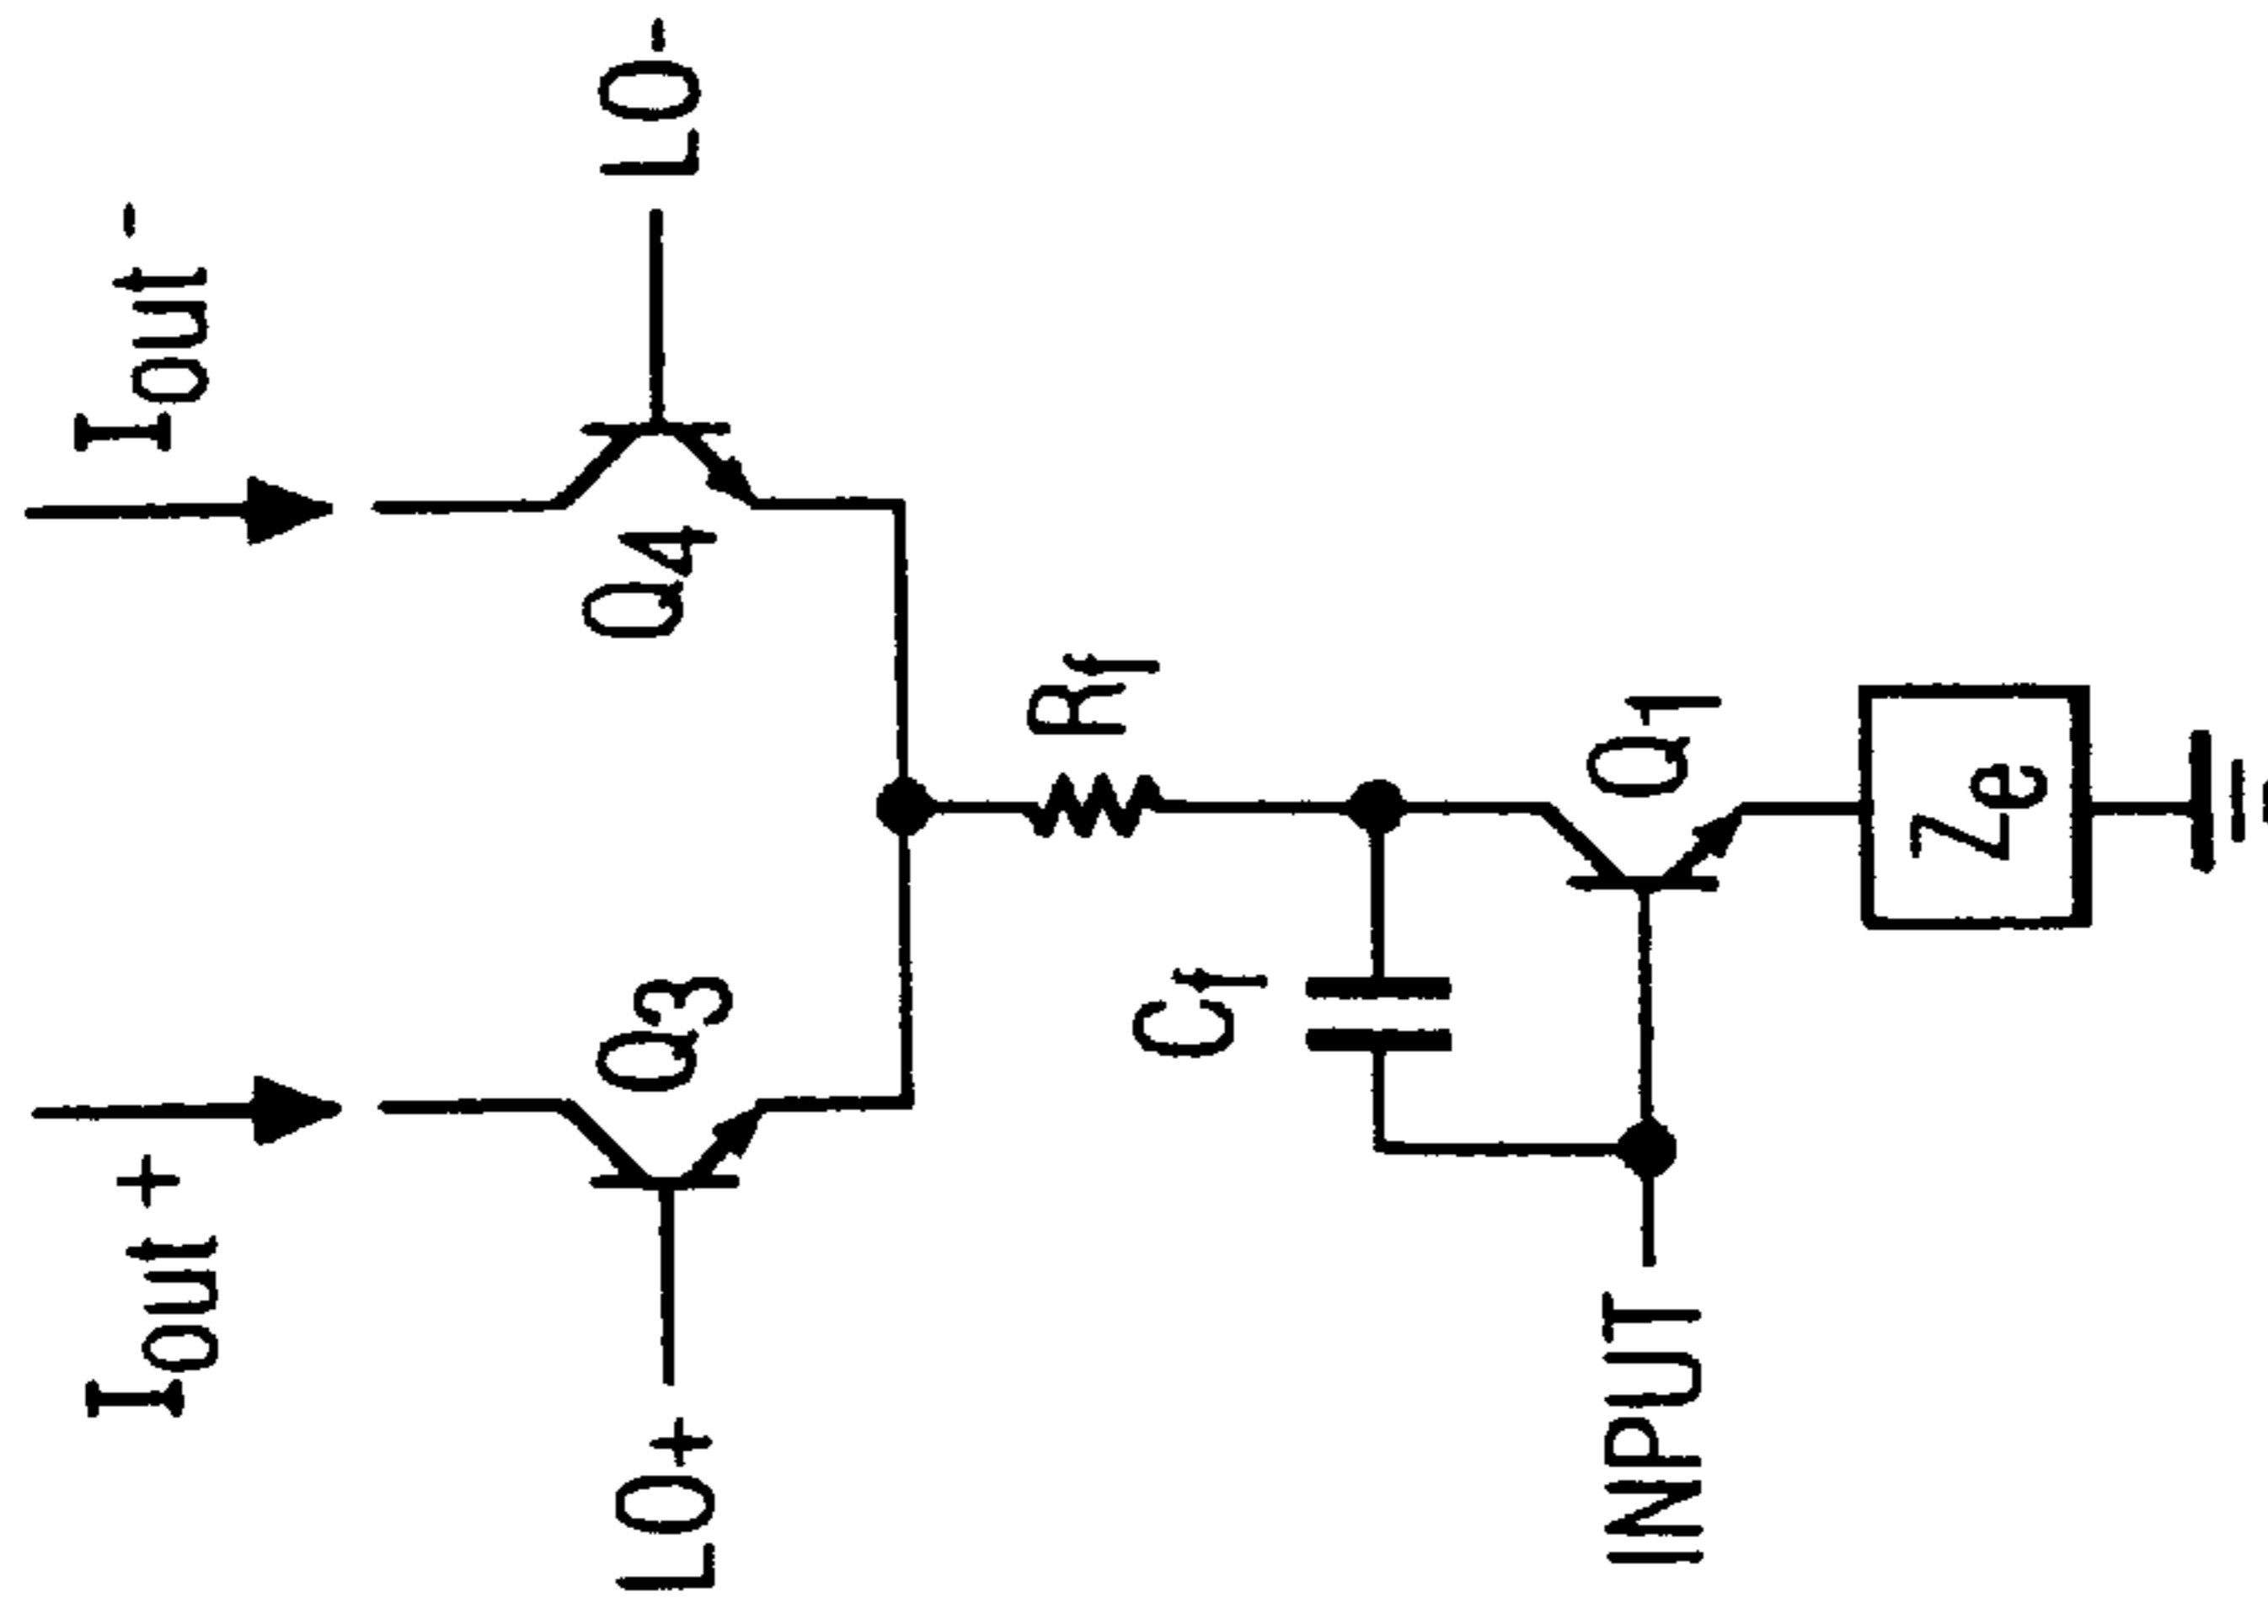 Iout +
Iout -
LO+
Q3
Q4
LO-
Rf
Cf
INPUT
Q1
Ze